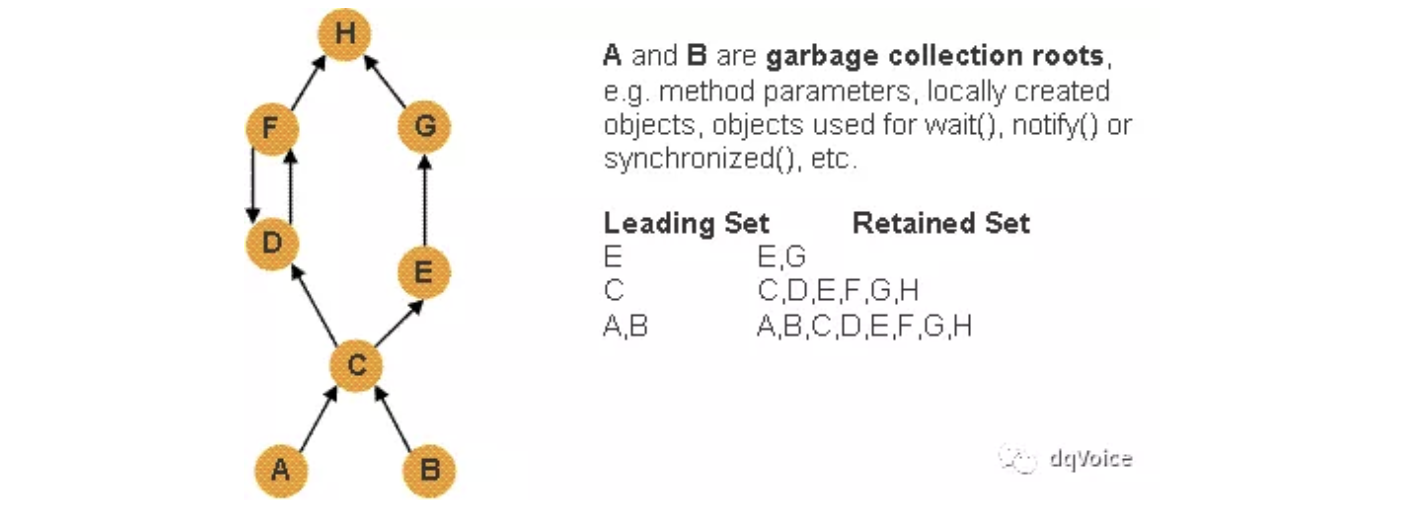 H
A and B are garbage collection roots,
e.g. method parameters, locally created
objects, objects used for wait(), notify() or
synchronized(), etc.
F
G
Leading Set Retained Set
D
E E,G
E
C C,D,E,F,G,H
A,B A,B,C,D,E,F,G,H
C
A
B
dqVoice